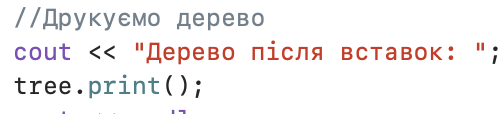 //Друкуємо дерево
cout << "Дерево після вставок: ";
tree.print();